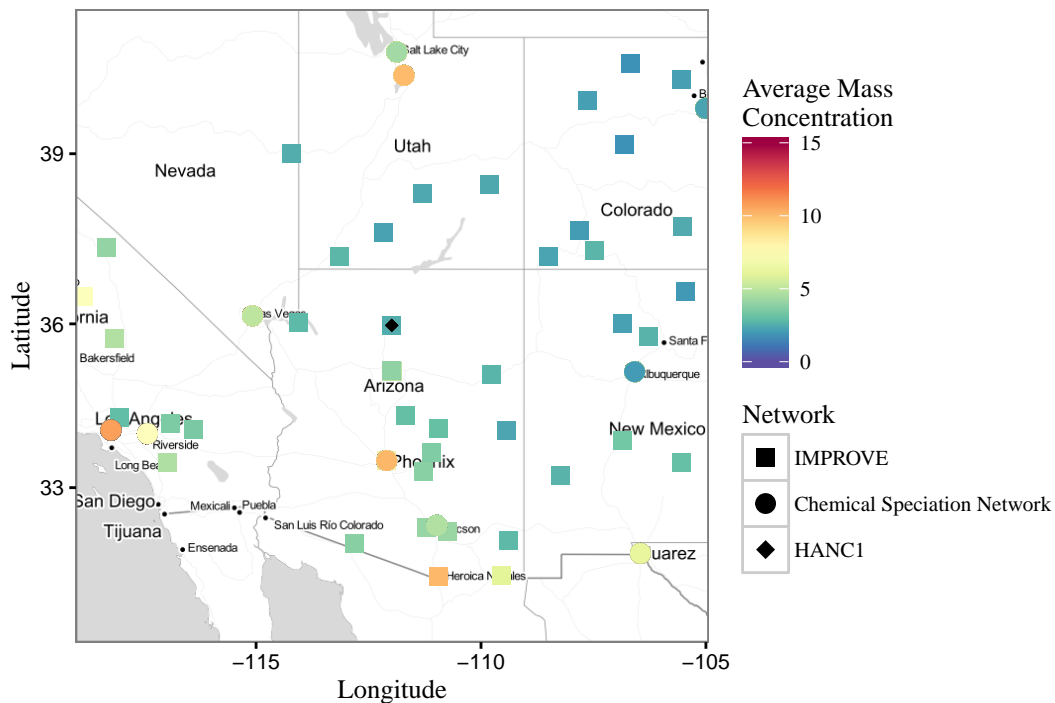 Salt Lake City
Utah
Nevada
Colorado
Las Vegas
Bakersfield
Santa F
Albuquerque
Arizona
Los Angeles
New Mexico
Riverside
Long Bea
Phoenix
San Diego
Mexicali
Puebla
San Luis Río Colorado
Tijuana
Ensenada
Juarez
Heroica Nogales
B
ornia
39
36
33
Latitude
−115
−110
−105
Longitude
Average Mass
Concentration
15
10
5
0
Network
IMPROVE
Chemical Speciation Network
HANC1